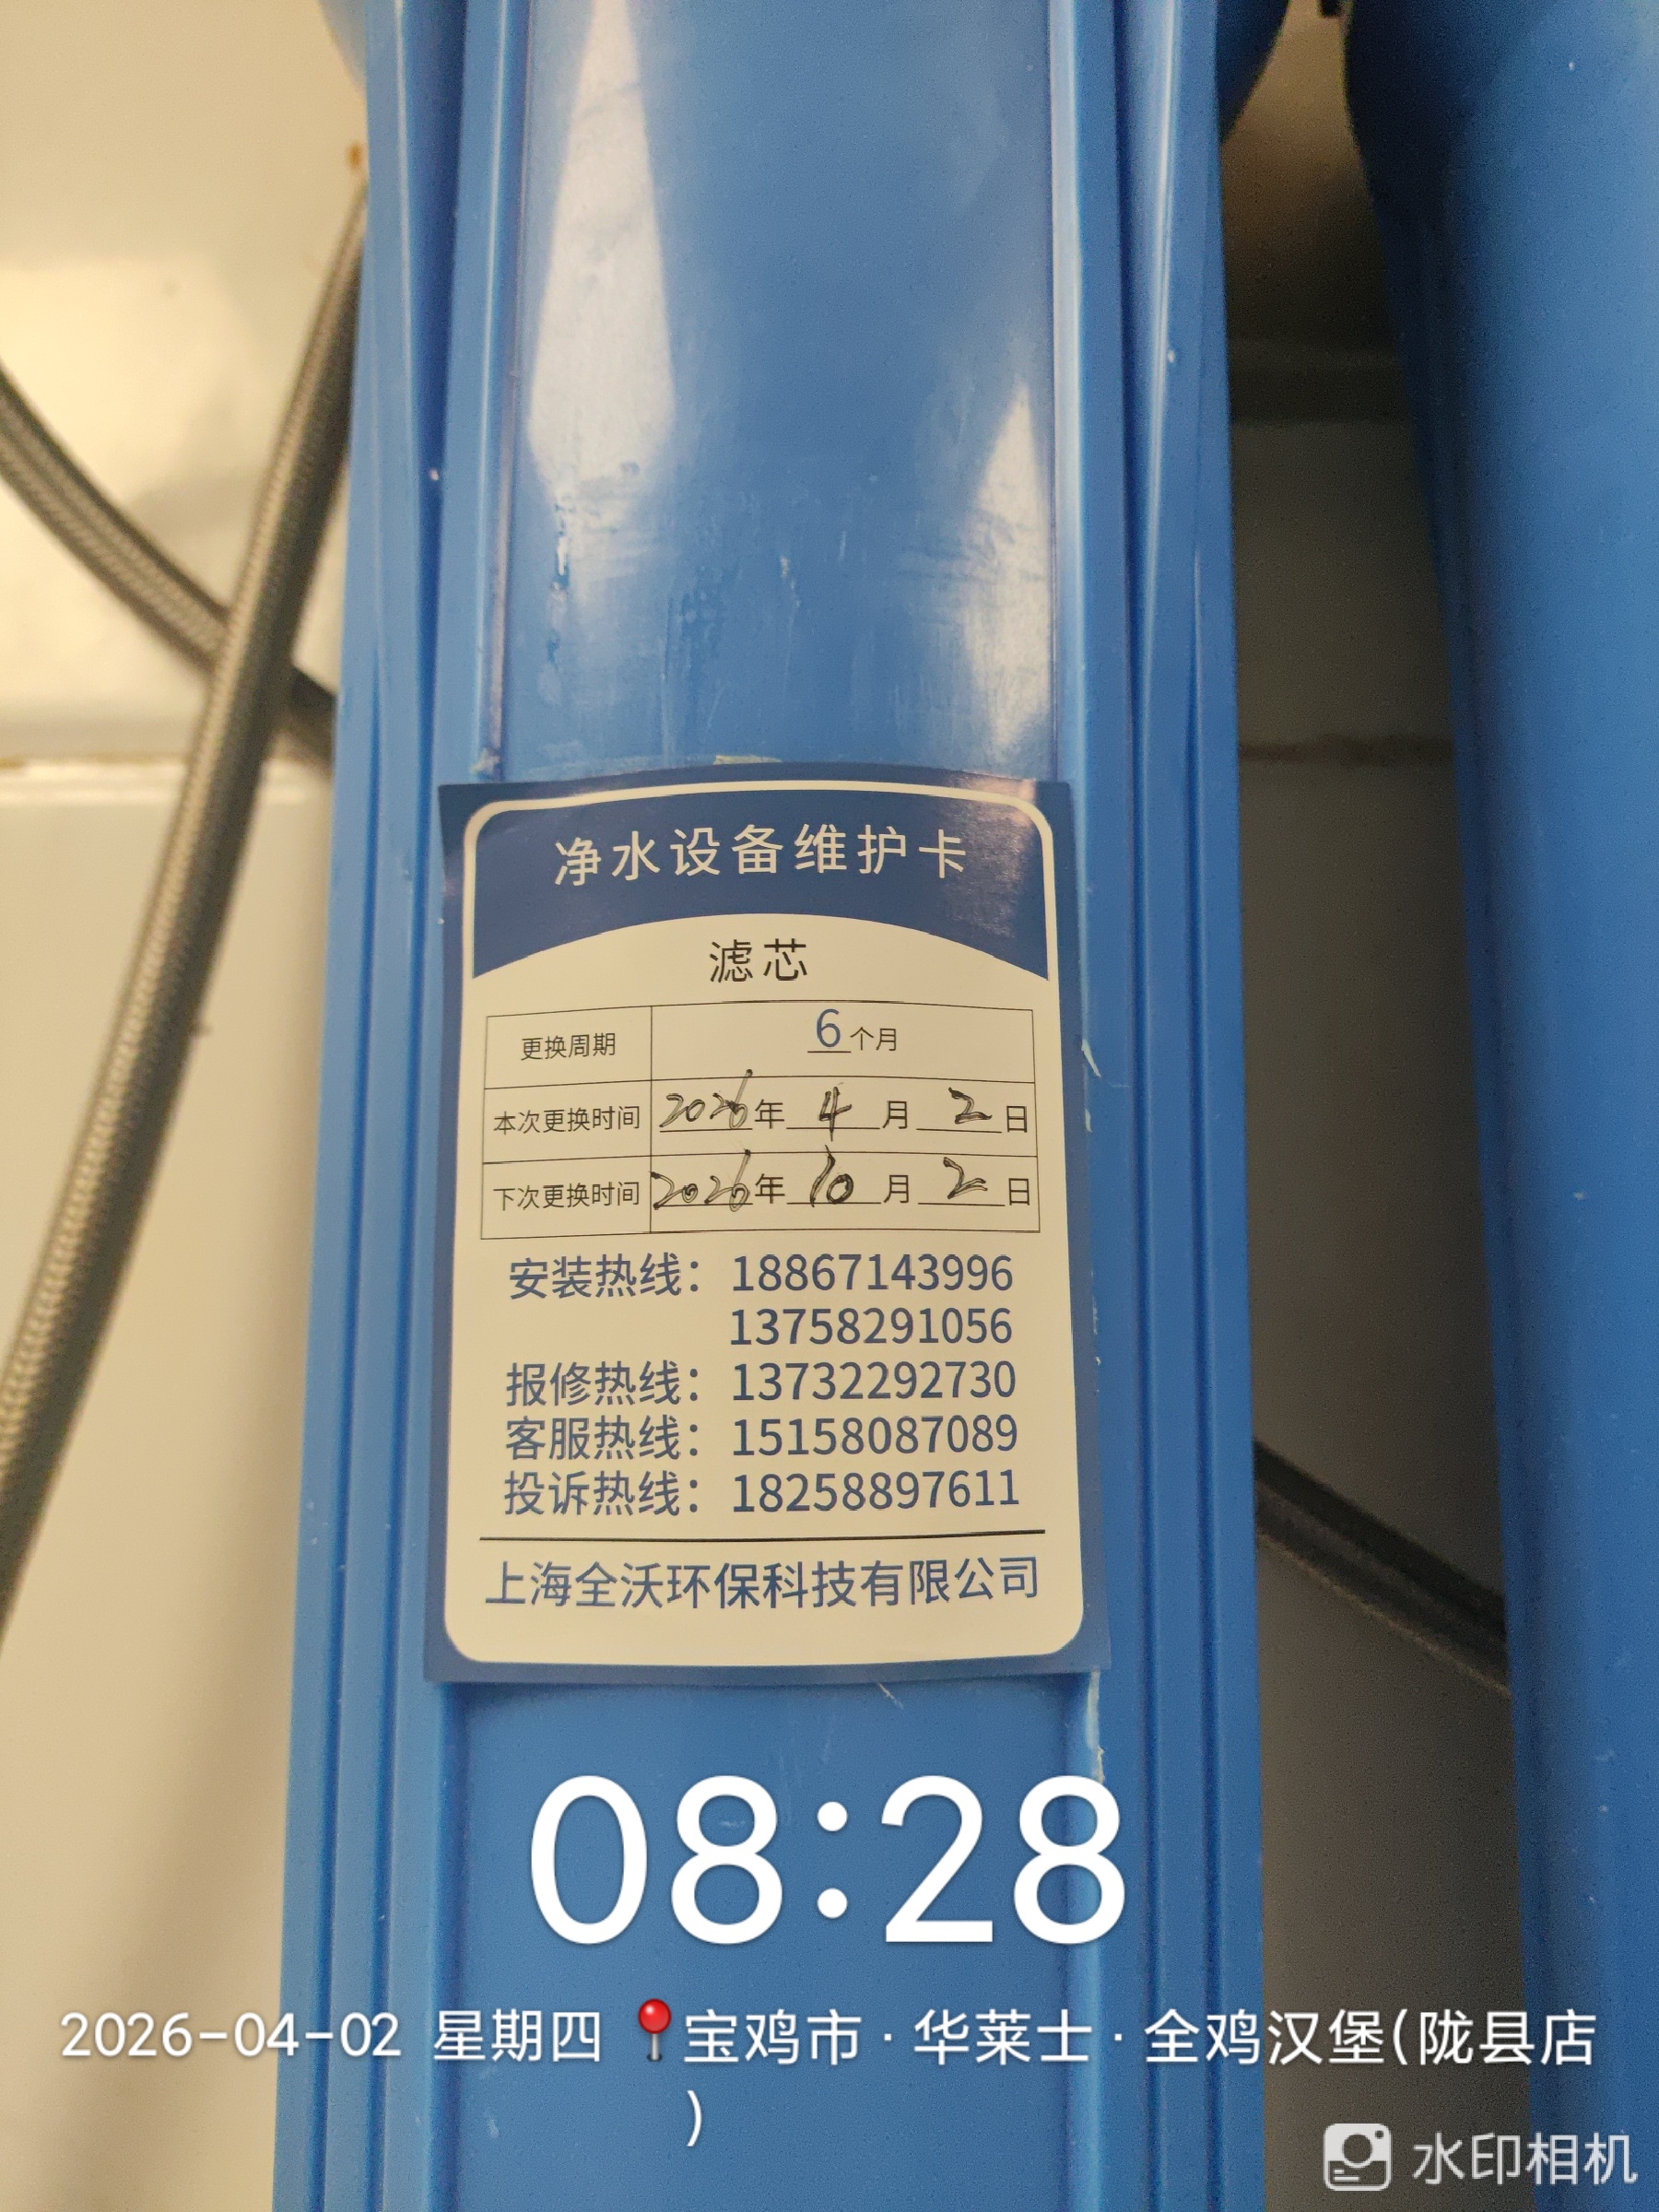 净水设备维护卡
滤芯
更换周期 6个月
本次更换时间 2026年4月2日
下次更换时间 2026年10月2日
安装热线：18867143996
13758291056
报修热线：13732292730
客服热线：15158087089
投诉热线：18258897611
上海全沃环保科技有限公司
08:28
2026-04-02 星期四 📍宝鸡市·华莱士·全鸡汉堡(陇县店
)
水印相机